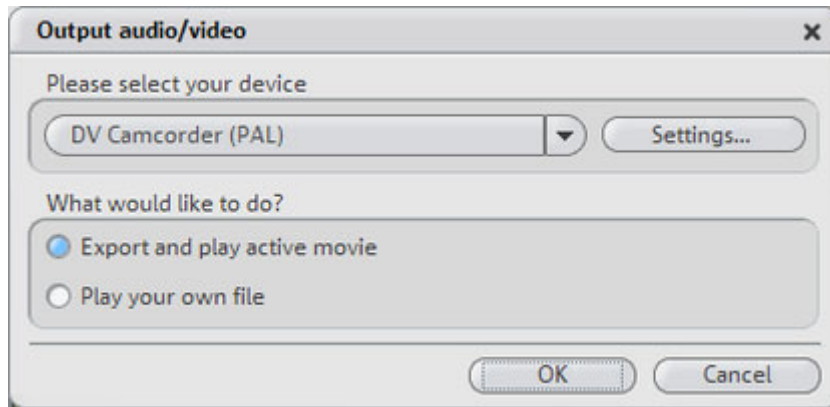 Output audio/video
Please select your device
DV Camcorder (PAL)
Settings...
What would like to do?
Export and play active movie
Play your own file
OK
Cancel